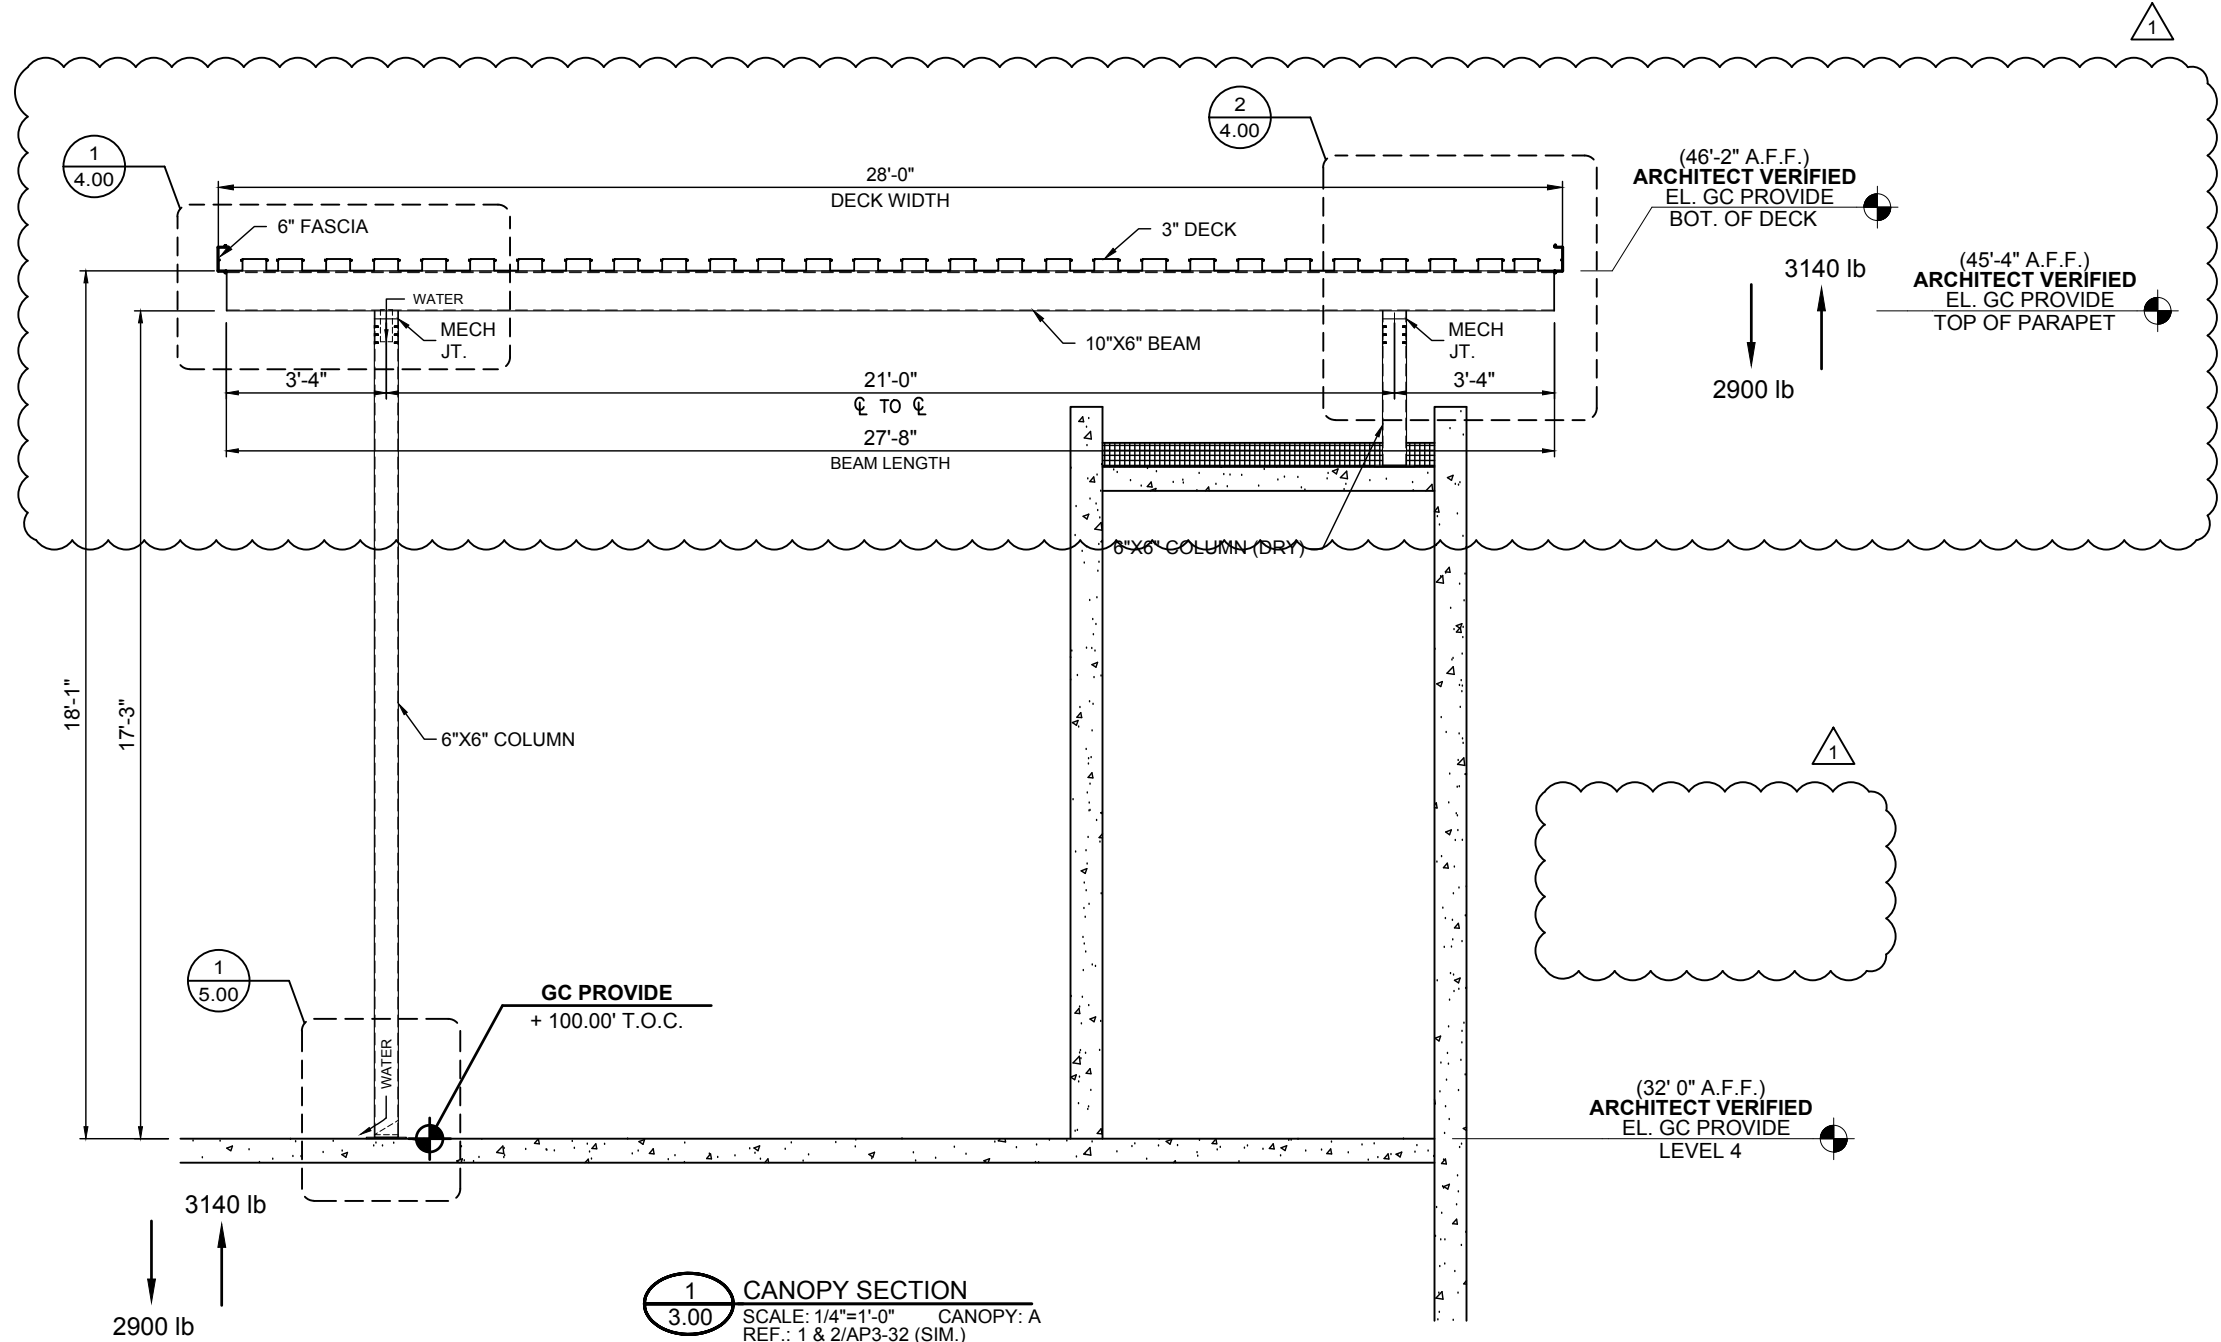 1
1
4.00
2
4.00
28'-0"
DECK WIDTH
6" FASCIA
3" DECK
(46'-2" A.F.F.)
ARCHITECT VERIFIED
EL. GC PROVIDE
BOT. OF DECK
3140 lb
2900 lb
(45'-4" A.F.F.)
ARCHITECT VERIFIED
EL. GC PROVIDE
TOP OF PARAPET
WATER
MECH
JT.
10"X6" BEAM
MECH
JT.
3'-4"
21'-0"
℄ TO ℄
3'-4"
27'-8"
BEAM LENGTH
6"X6" COLUMN (DRY)
18'-1"
17'-3"
6"X6" COLUMN
1
1
5.00
GC PROVIDE
+ 100.00' T.O.C.
WATER
(32' 0" A.F.F.)
ARCHITECT VERIFIED
EL. GC PROVIDE
LEVEL 4
3140 lb
2900 lb
1
3.00
CANOPY SECTION
SCALE: 1/4"=1'-0" CANOPY: A
REF.: 1 & 2/AP3-32 (SIM.)